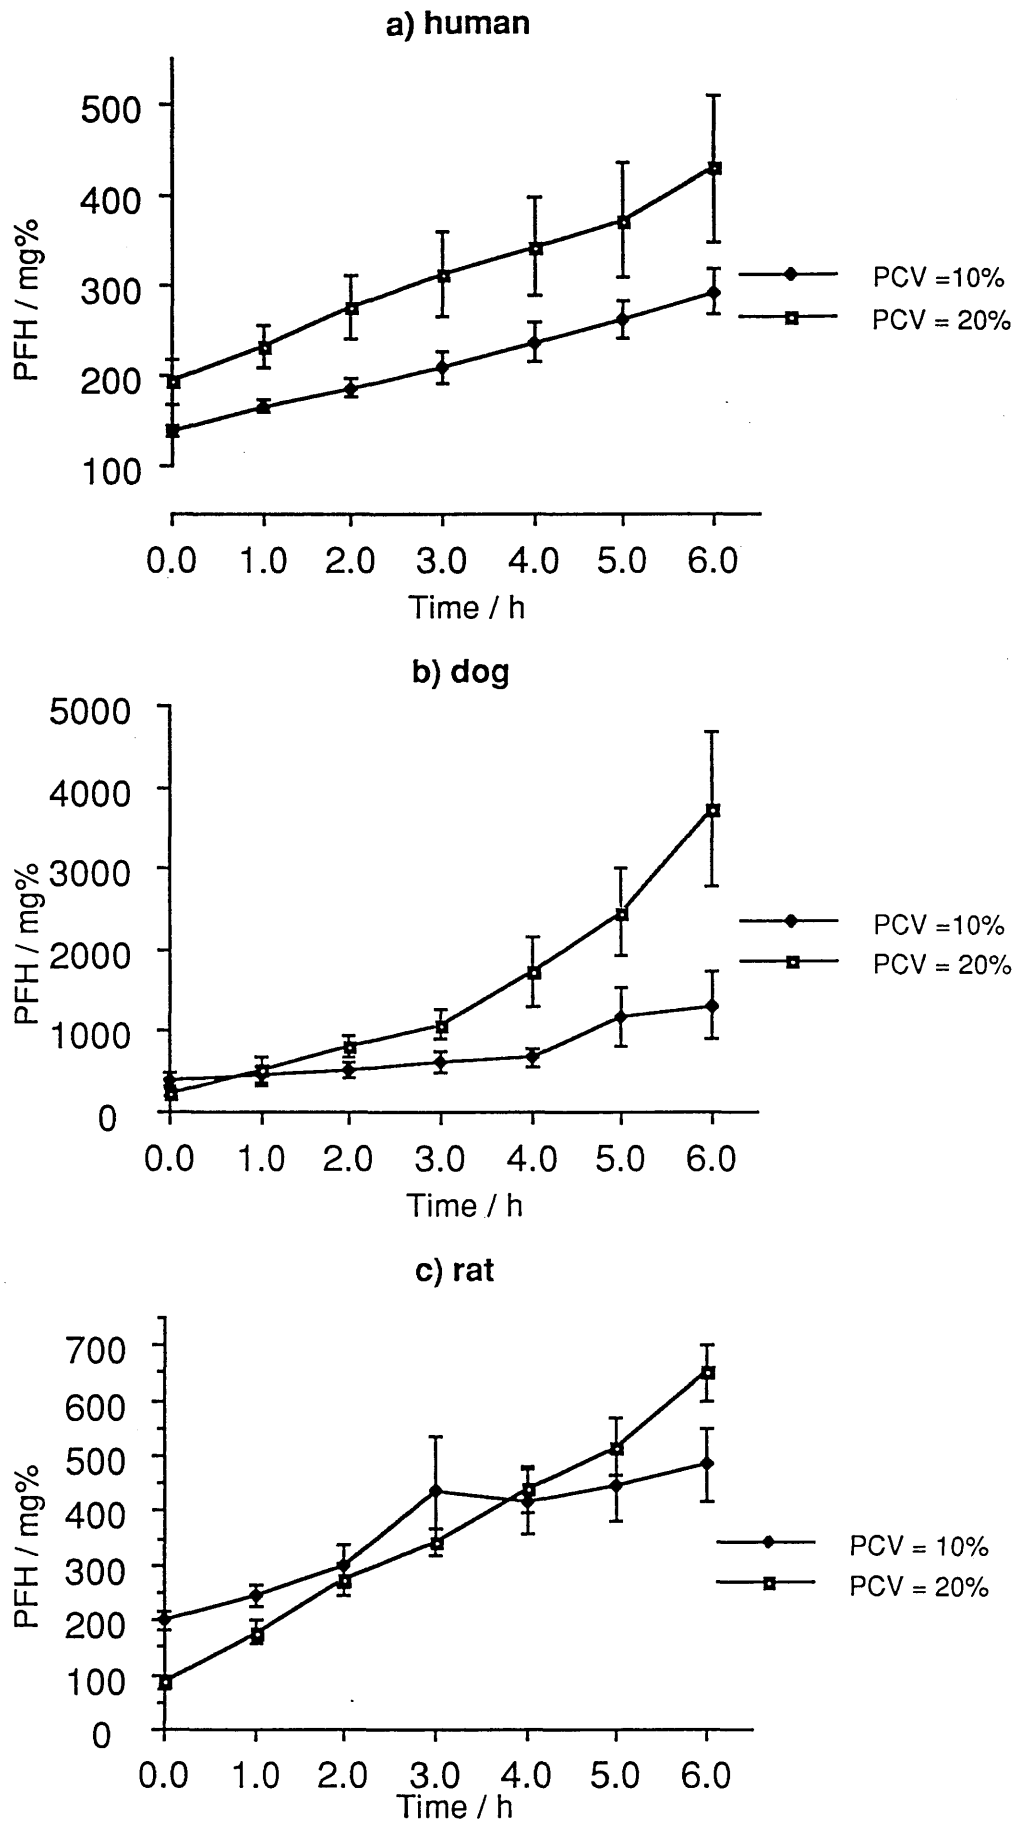 a) human
500
400
300
200
100
PFH / mg%
PCV =10%
PCV = 20%
0.0 1.0 2.0 3.0 4.0 5.0 6.0
Time / h
b) dog
5000
4000
3000
2000
1000
0
PFH / mg%
PCV =10%
PCV = 20%
0.0 1.0 2.0 3.0 4.0 5.0 6.0
Time / h
c) rat
700
600
500
400
300
200
100
0
PFH / mg%
PCV = 10%
PCV = 20%
0.0 1.0 2.0 3.0 4.0 5.0 6.0
Time / h